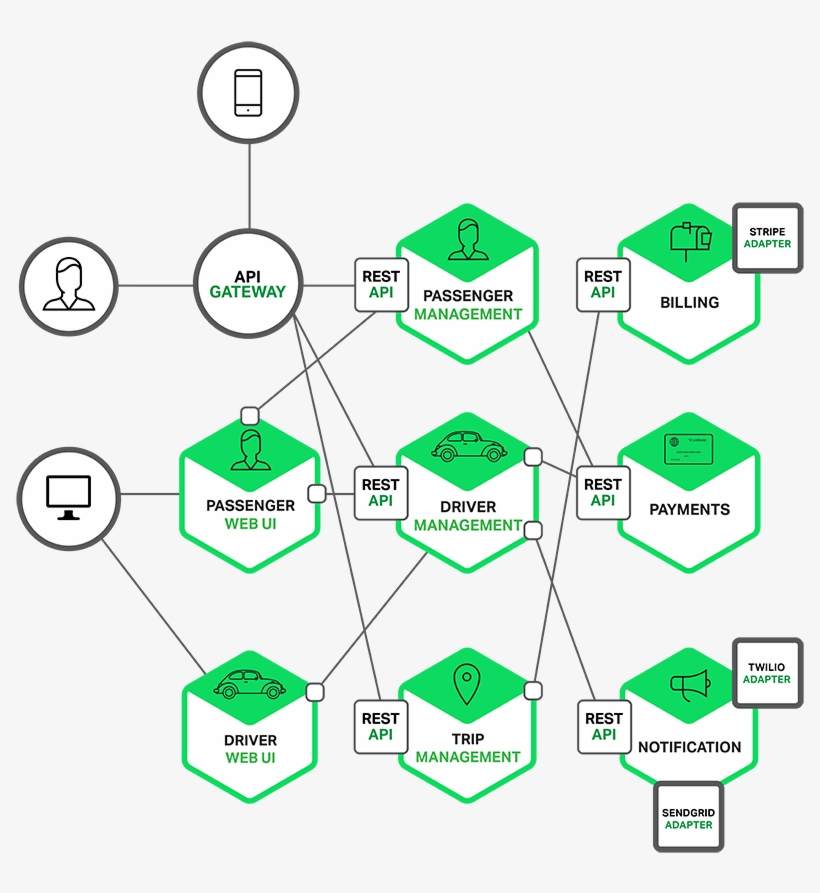 API
GATEWAY
REST
API
PASSENGER
MANAGEMENT
REST
API
BILLING
STRIPE
ADAPTER
PASSENGER
WEB UI
REST
API
DRIVER
MANAGEMENT
REST
API
PAYMENTS
DRIVER
WEB UI
REST
API
TRIP
MANAGEMENT
REST
API
NOTIFICATION
TWILIO
ADAPTER
SENDGRID
ADAPTER